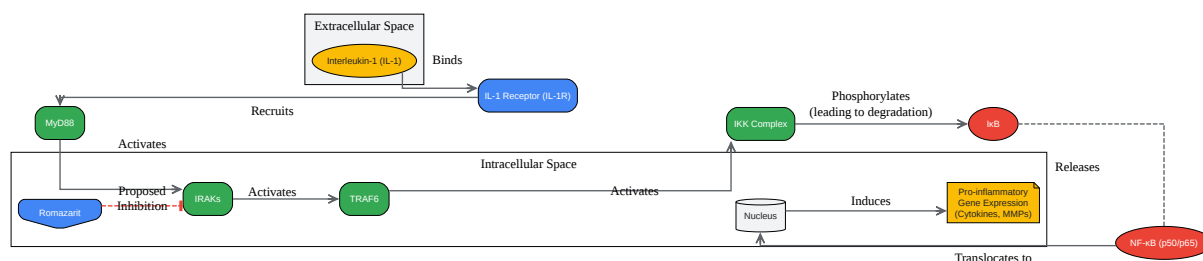 Extracellular Space
Interleukin-1 (IL-1)
Binds
IL-1 Receptor (IL-1R)
Recruits
MyD88
Activates
Phosphorylates
(leading to degradation)
IKK Complex
IκB
Intracellular Space
Releases
Proposed
Inhibition
Romazarit
IRAKs
Activates
TRAF6
Activates
Nucleus
Induces
Pro-inflammatory
Gene Expression
(Cytokines, MMPs)
NF-κB (p50/p65)
Translocates to